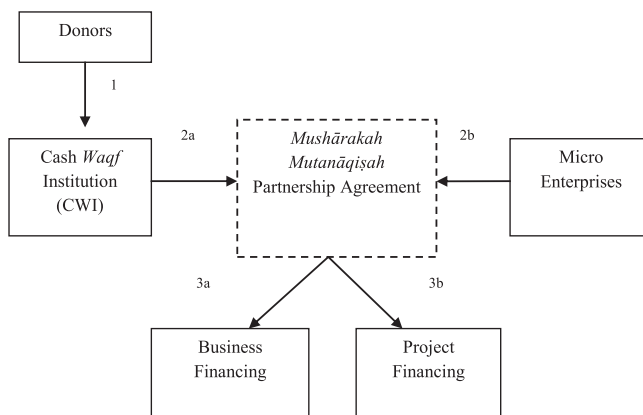 Donors
1
Cash Waqf
Institution
(CWI)
2a
Mushārakah
Mutanāqiṣah
Partnership Agreement
2b
Micro
Enterprises
3a
3b
Business
Financing
Project
Financing